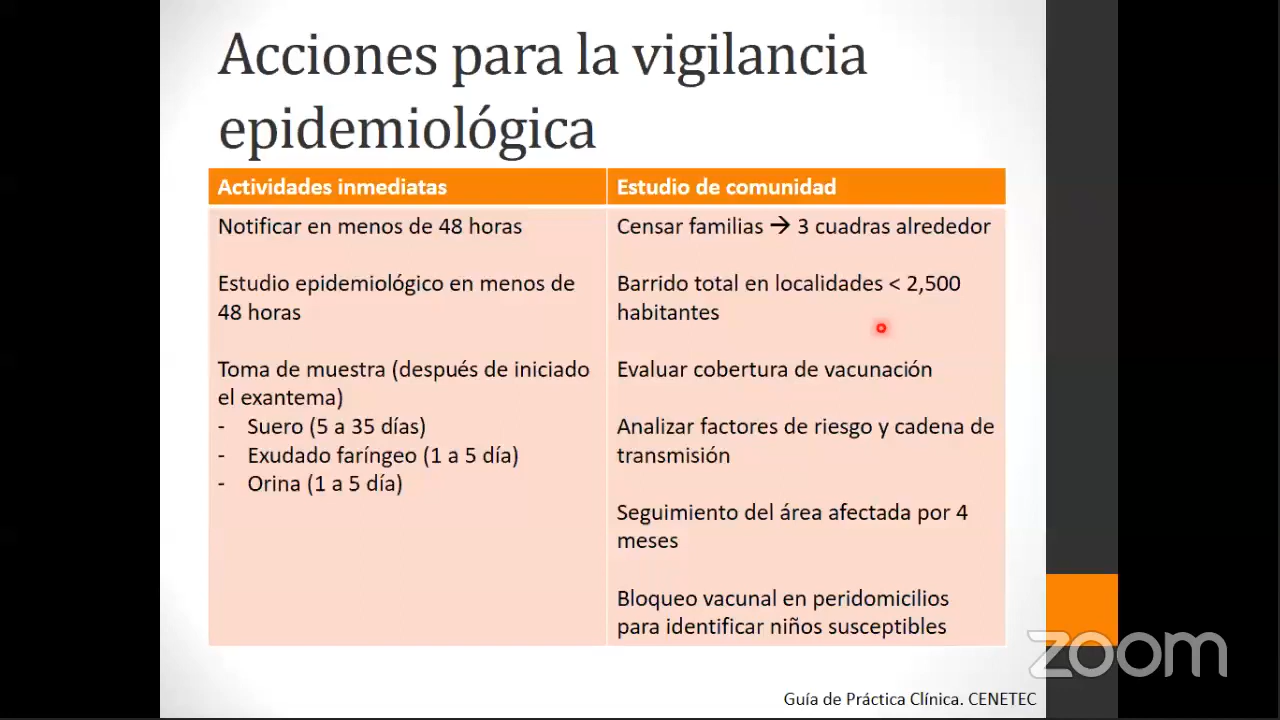 Acciones para la vigilancia
epidemiológica
Actividades inmediatas
Notificar en menos de 48 horas
Estudio epidemiológico en menos de
48 horas
Toma de muestra (después de iniciado
el exantema)
- Suero (5 a 35 días)
- Exudado faríngeo (1 a 5 día)
- Orina (1 a 5 día)
Estudio de comunidad
Censar familias → 3 cuadras alrededor
Barrido total en localidades < 2,500
habitantes
Evaluar cobertura de vacunación
Analizar factores de riesgo y cadena de
transmisión
Seguimiento del área afectada por 4
meses
Bloqueo vacunal en peridomicilios
para identificar niños susceptibles
Guía de Práctica Clínica. CENETEC
zoom